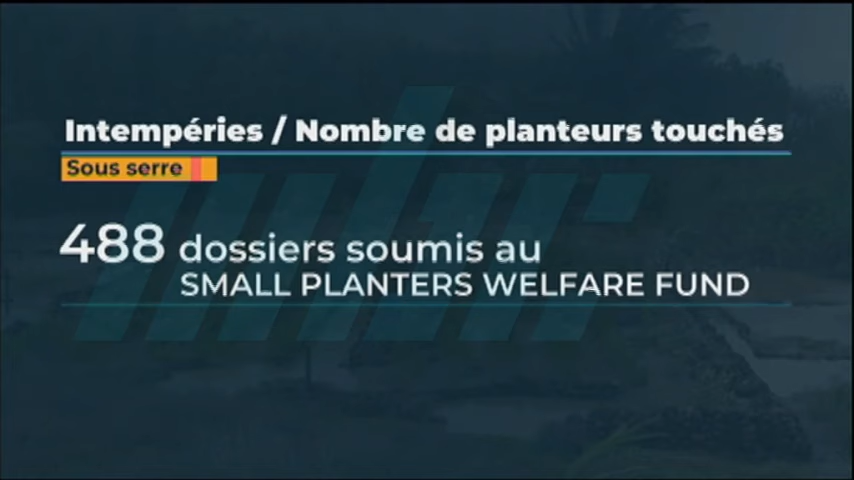 Intempéries / Nombre de planteurs touchés
Sous serre
488 dossiers soumis au
SMALL PLANTERS WELFARE FUND